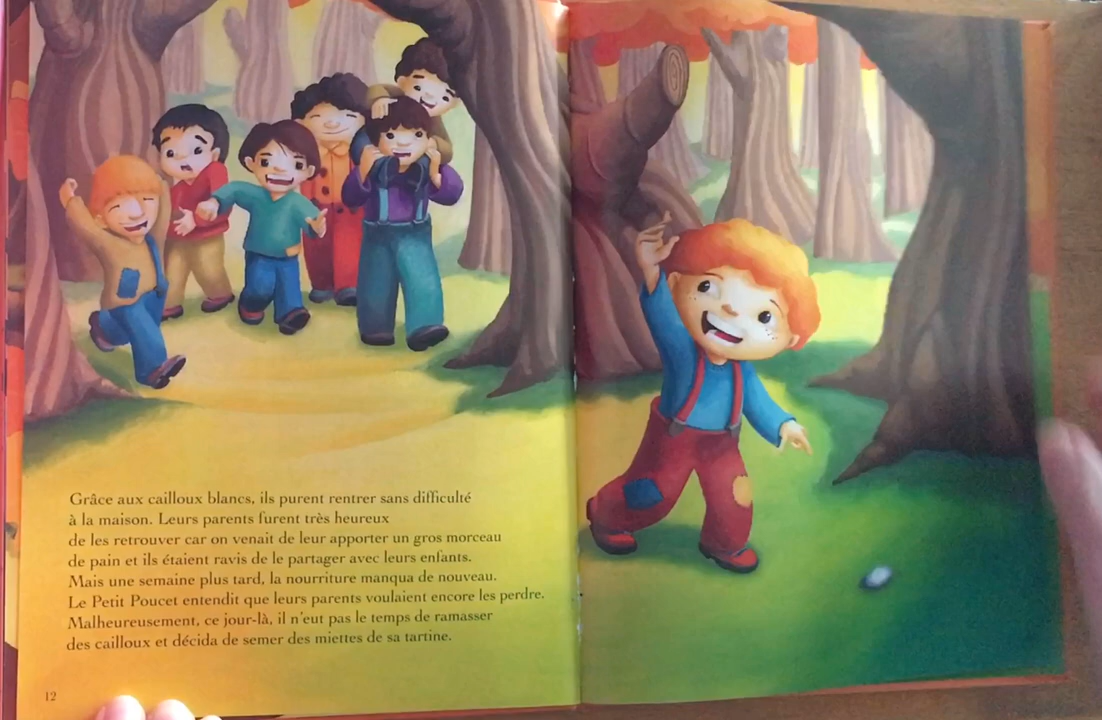 Grâce aux cailloux blancs, ils purent rentrer sans difficulté
à la maison. Leurs parents furent très heureux
de les retrouver car on venait de leur apporter un gros morceau
de pain et ils étaient ravis de le partager avec leurs enfants.
Mais une semaine plus tard, la nourriture manqua de nouveau.
Le Petit Poucet entendit que leurs parents voulaient encore les perdre.
Malheureusement, ce jour-là, il n'eut pas le temps de ramasser
des cailloux et décida de semer des miettes de sa tartine.
12